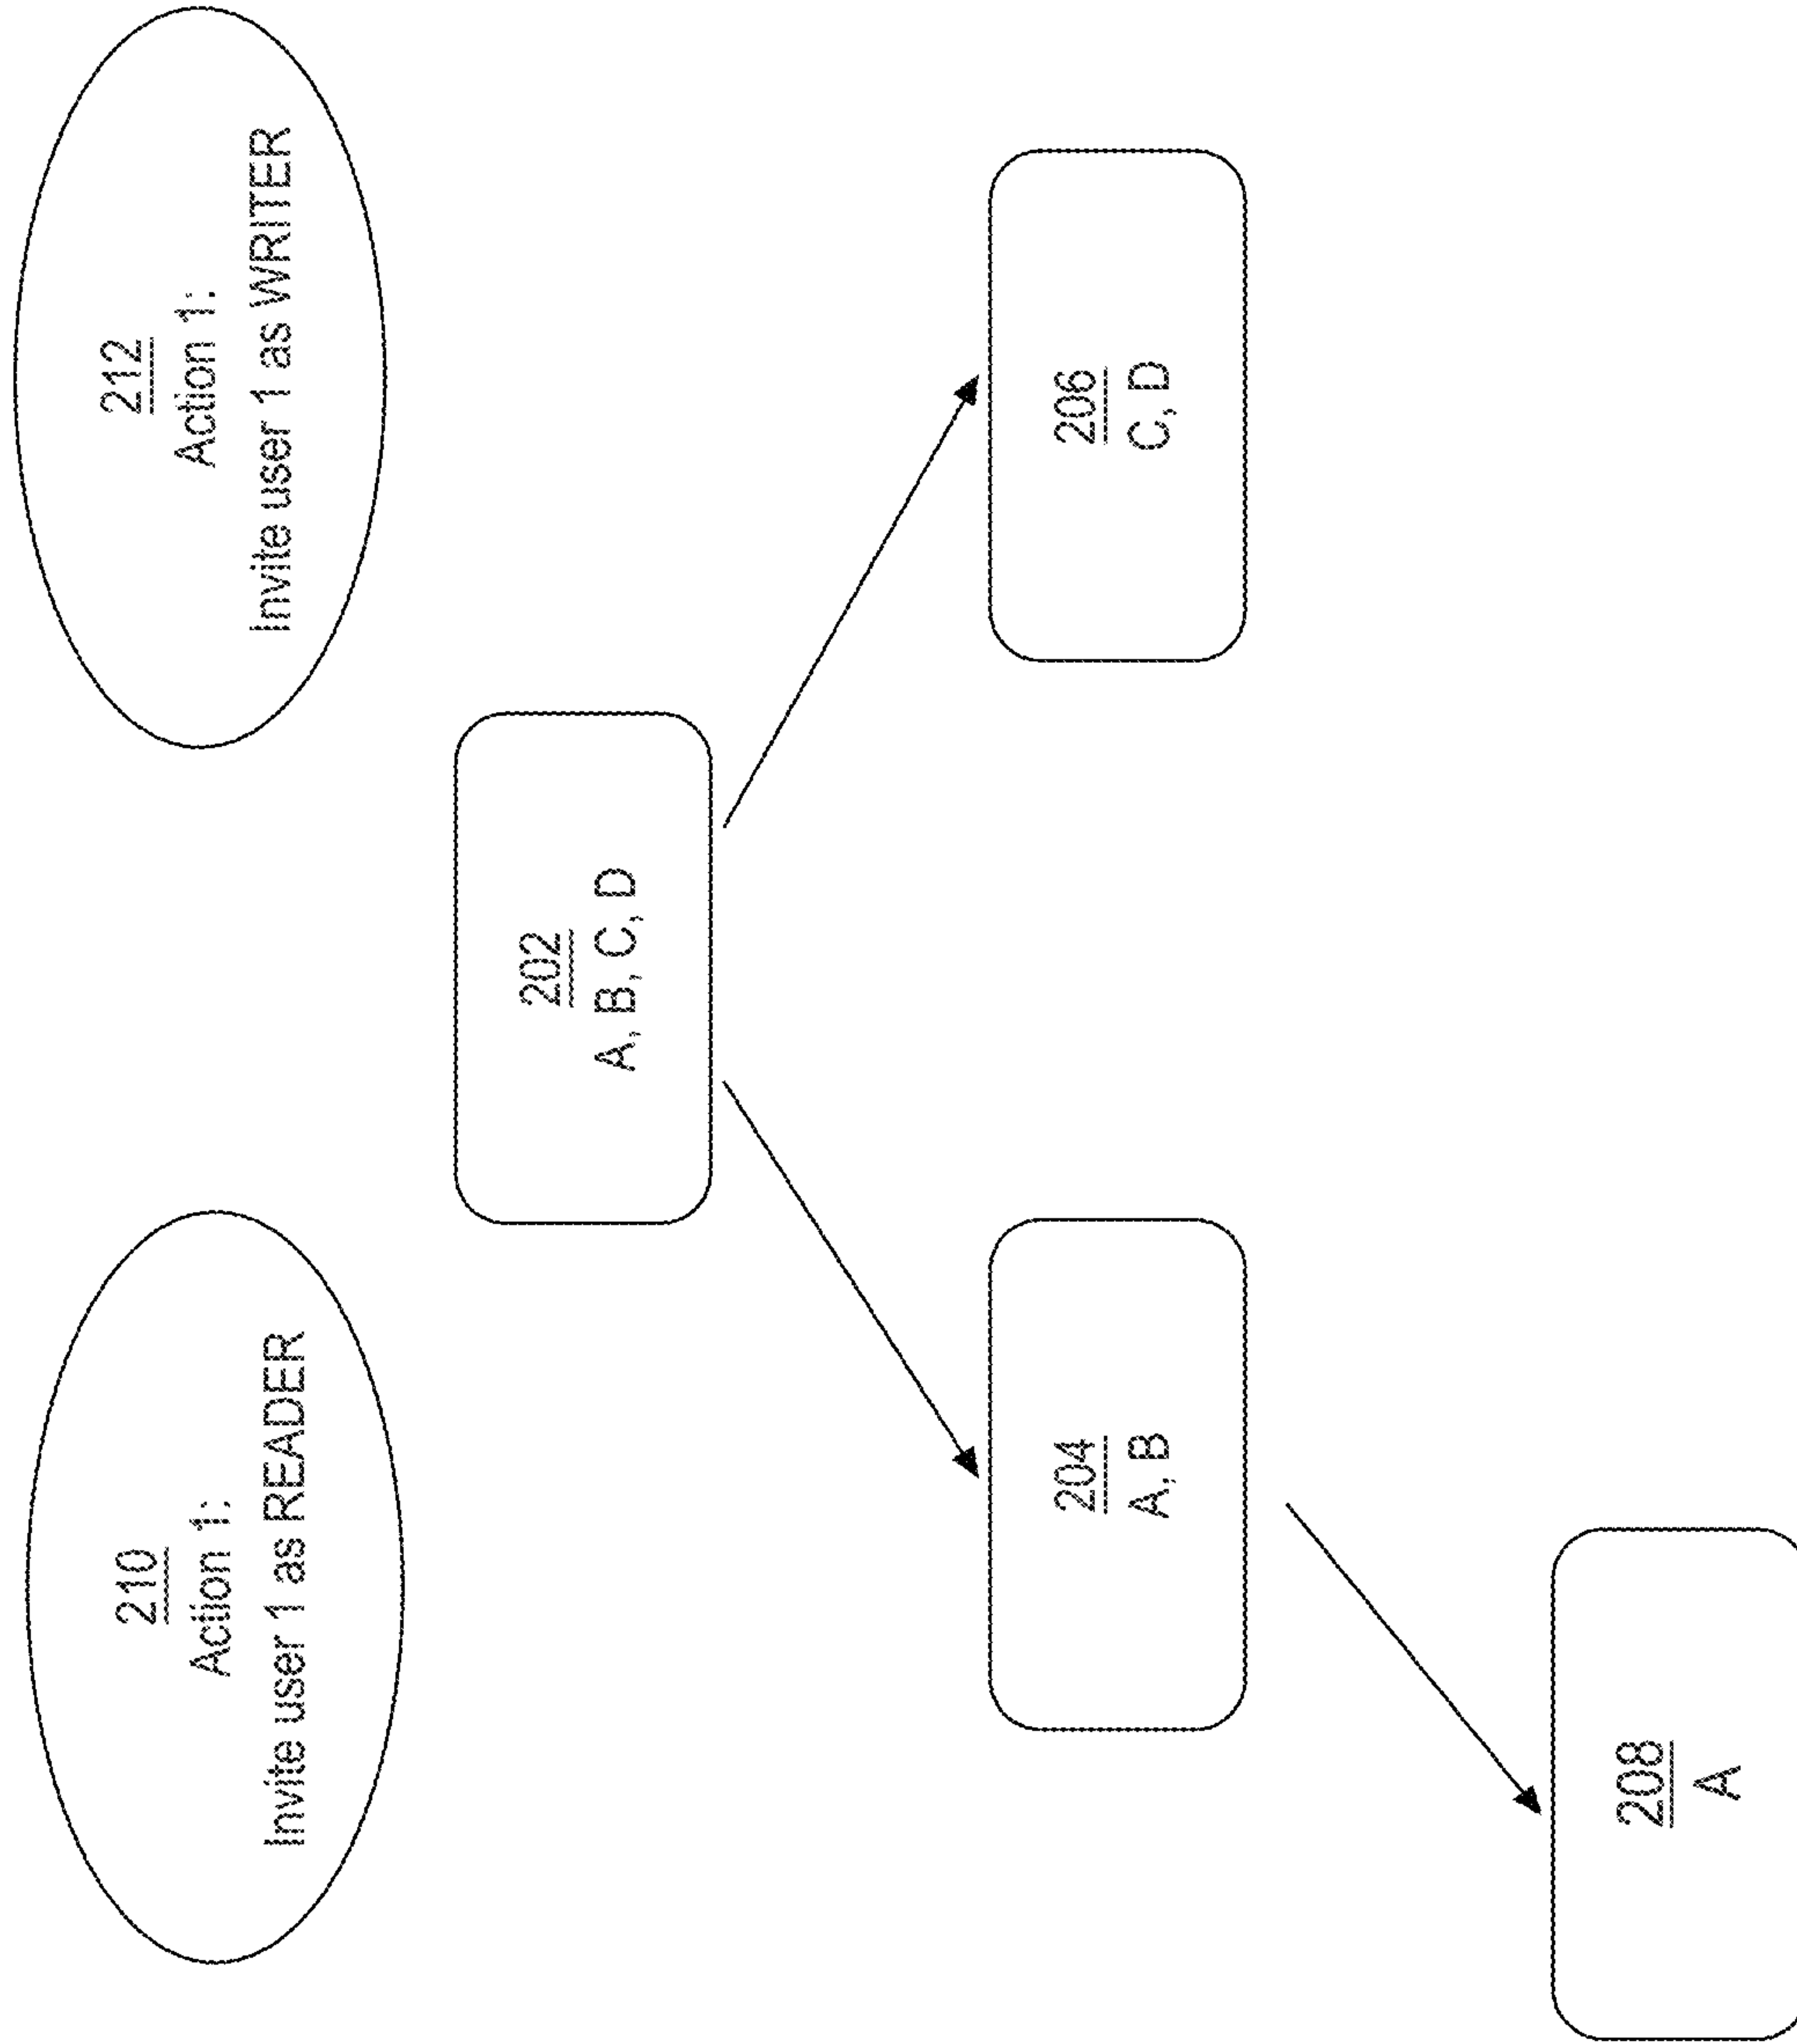 210
Action 1:
Invite user 1 as READER
212
Action 1:
Invite user 1 as WRITER
202
A, B, C, D
204
A, B
206
C, D
208
A